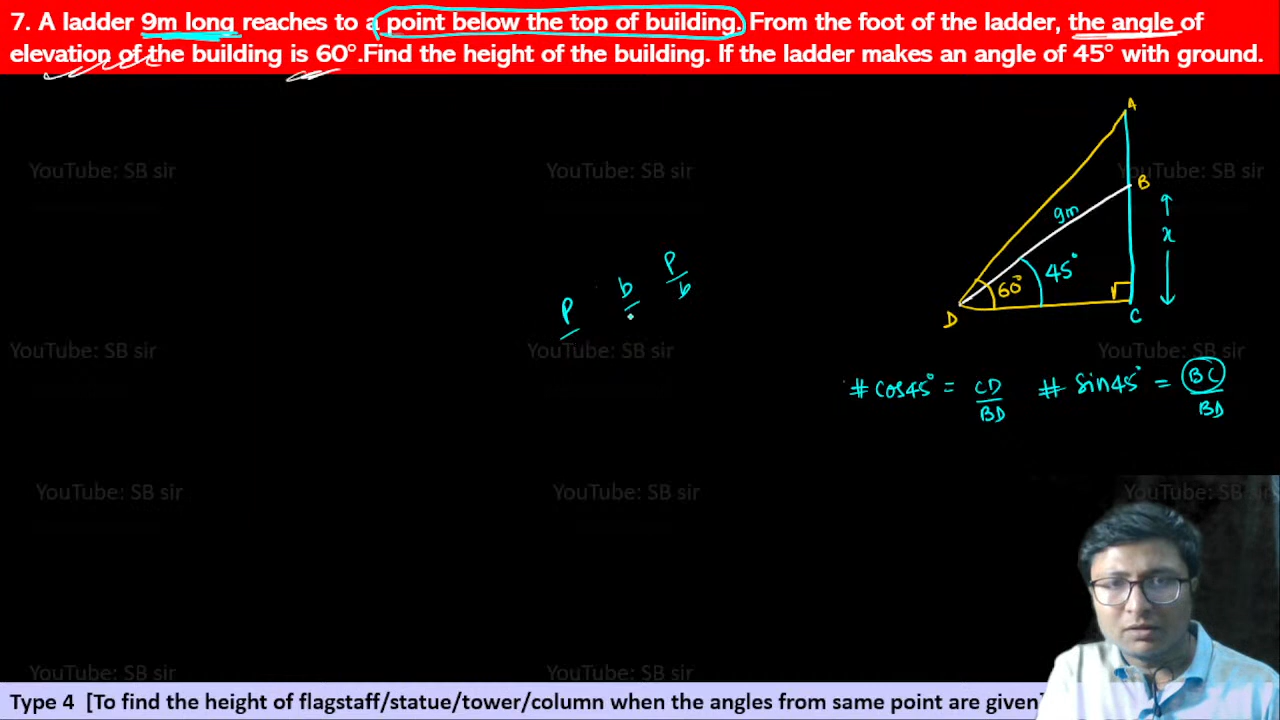 7. A ladder 9m long reaches to a point below the top of building. From the foot of the ladder, the angle of
elevation of the building is 60°.Find the height of the building. If the ladder makes an angle of 45° with ground.
A
YouTube: SB sir YouTube: SB sir YouTube: SB sir
B
9m
x
P b P/b
45°
60°
D C
YouTube: SB sir YouTube: SB sir YouTube: SB sir
# cos45° = CD/BD # sin45° = BC/BD
YouTube: SB sir YouTube: SB sir YouTube: SB sir
YouTube: SB sir YouTube: SB sir
Type 4 [To find the height of flagstaff/statue/tower/column when the angles from same point are given]